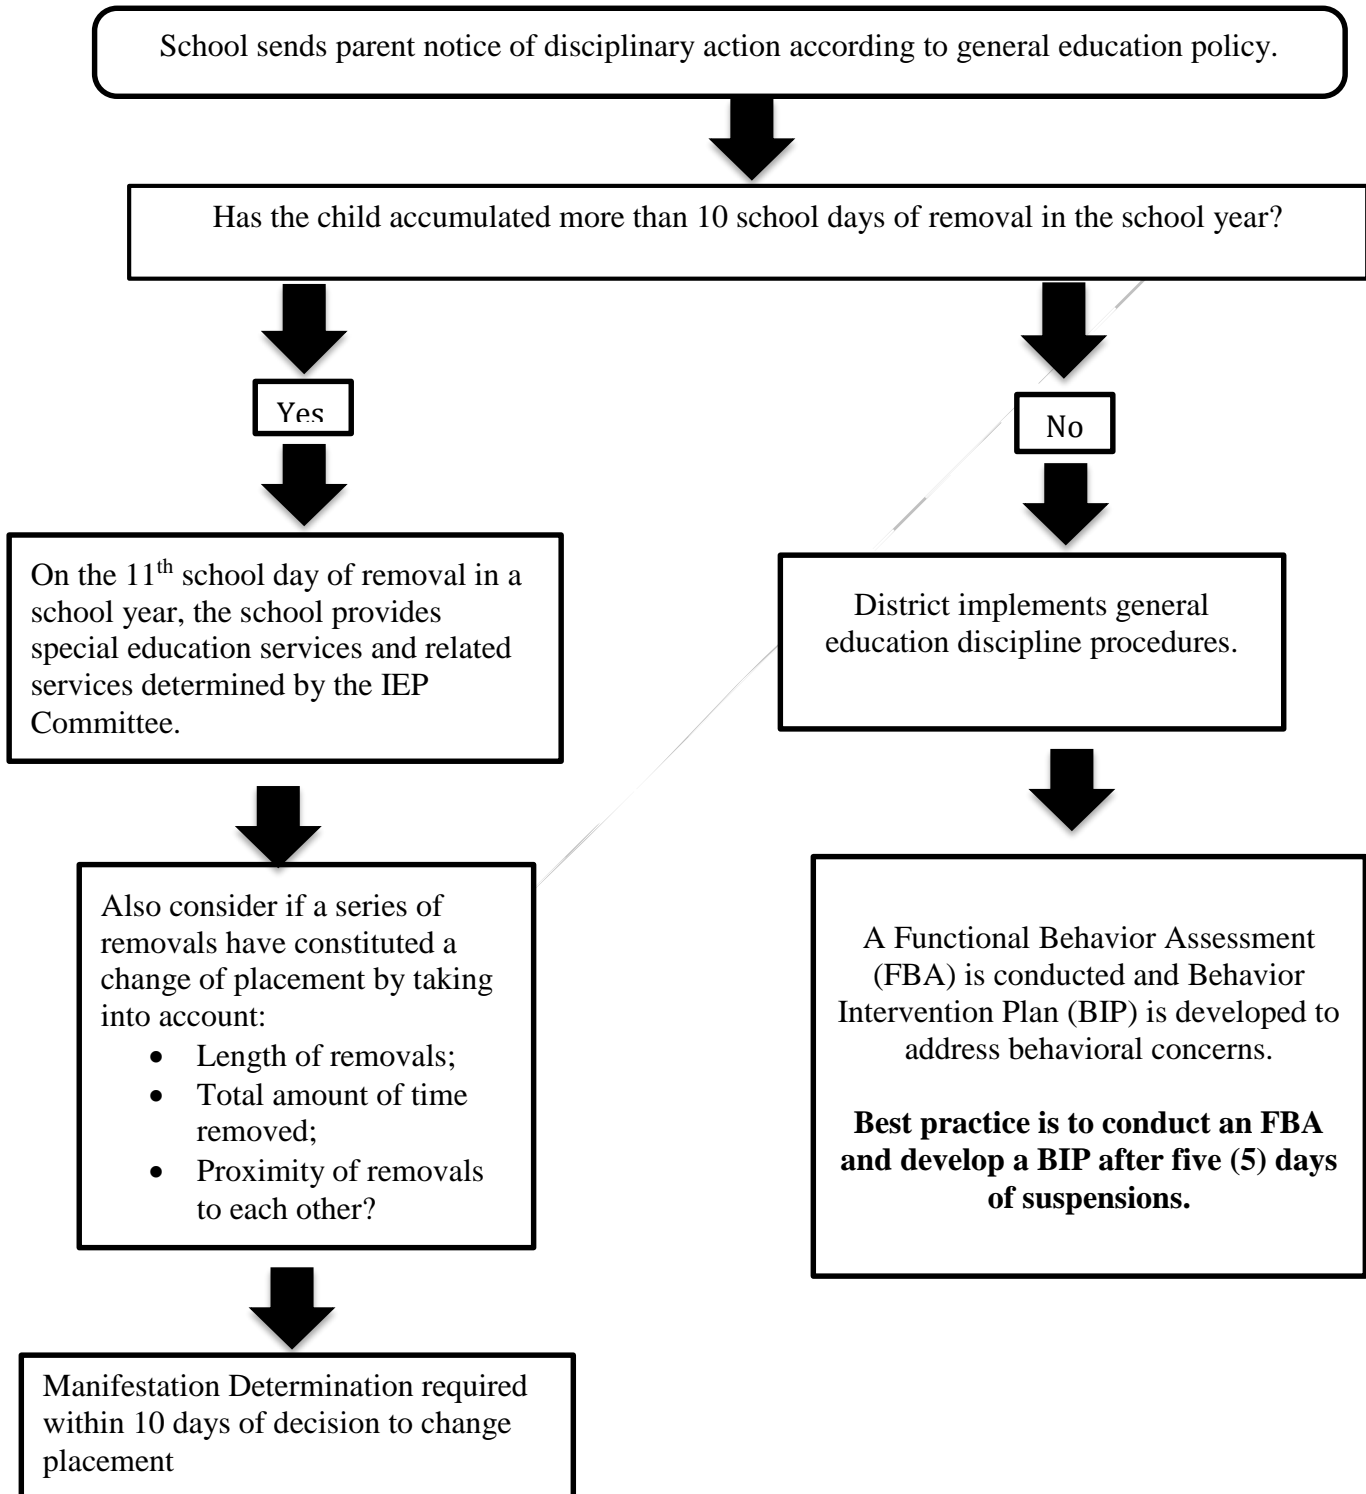 School sends parent notice of disciplinary action according to general education policy.
Has the child accumulated more than 10 school days of removal in the school year?
Yes
No
On the 11th school day of removal in a
school year, the school provides
special education services and related
services determined by the IEP
Committee.
District implements general
education discipline procedures.
Also consider if a series of
removals have constituted a
change of placement by taking
into account:
• Length of removals;
• Total amount of time
removed;
• Proximity of removals
to each other?
A Functional Behavior Assessment
(FBA) is conducted and Behavior
Intervention Plan (BIP) is developed to
address behavioral concerns.
Best practice is to conduct an FBA
and develop a BIP after five (5) days
of suspensions.
Manifestation Determination required
within 10 days of decision to change
placement